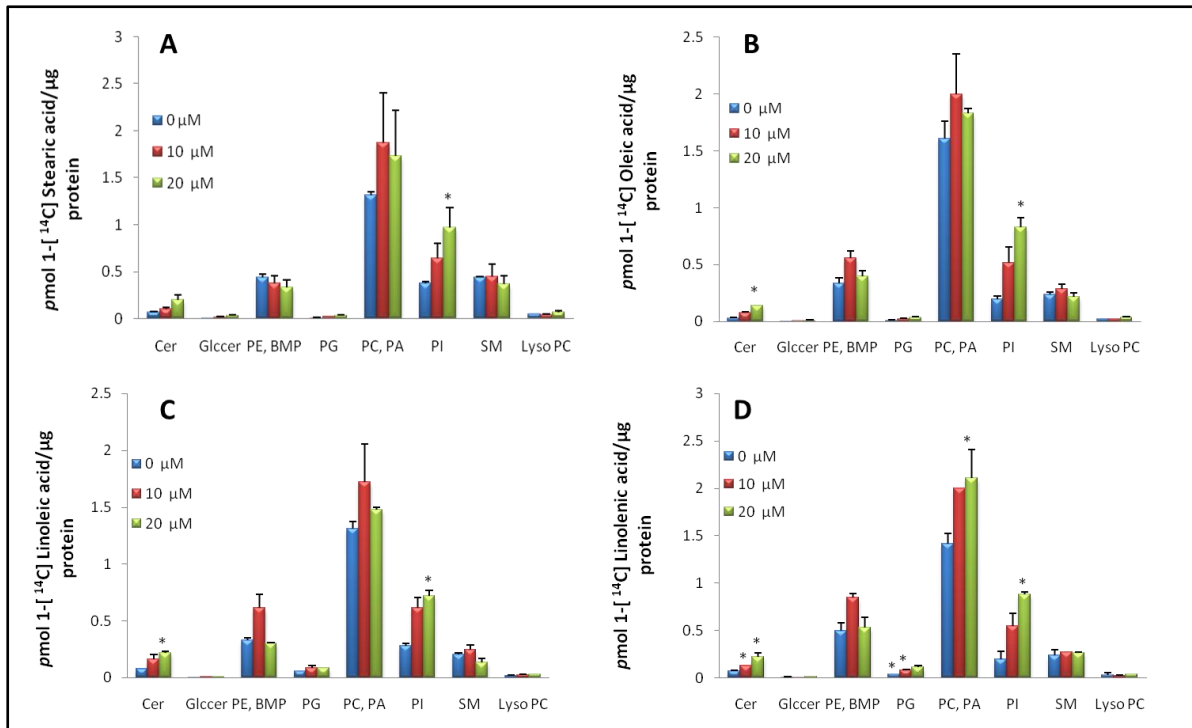 A
pmol 1-[ ¹⁴C] Stearic acid/µg
protein
3
2.5
2
1.5
1
0.5
0
0 µM
10 µM
20 µM
*
Cer Glccer PE, BMP PG PC, PA PI SM Lyso PC
B
pmol 1-[ ¹⁴C] Oleic acid/µg
protein
2.5
2
1.5
1
0.5
0
0 µM
10 µM
20 µM
*
*
Cer Glccer PE, BMP PG PC, PA PI SM Lyso PC
C
pmol 1-[ ¹⁴C] Linoleic acid/µg
protein
2.5
2
1.5
1
0.5
0
0 µM
10 µM
20 µM
*
*
Cer Glccer PE, BMP PG PC, PA PI SM Lyso PC
D
pmol 1-[ ¹⁴C] Linolenic acid/µg
protein
3
2.5
2
1.5
1
0.5
0
0 µM
10 µM
20 µM
*
*
* *
* *
Cer Glccer PE, BMP PG PC, PA PI SM Lyso PC